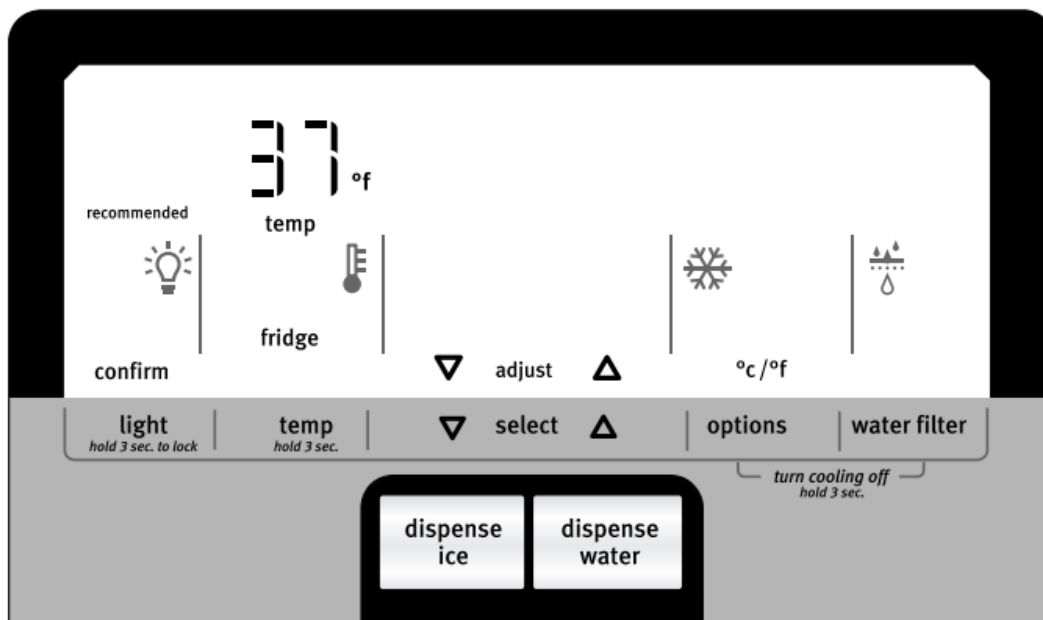 37 °f
recommended
temp
fridge
confirm
adjust
°c/°f
light
hold 3 sec. to lock
temp
hold 3 sec.
select
options
water filter
turn cooling off
hold 3 sec.
dispense
ice
dispense
water